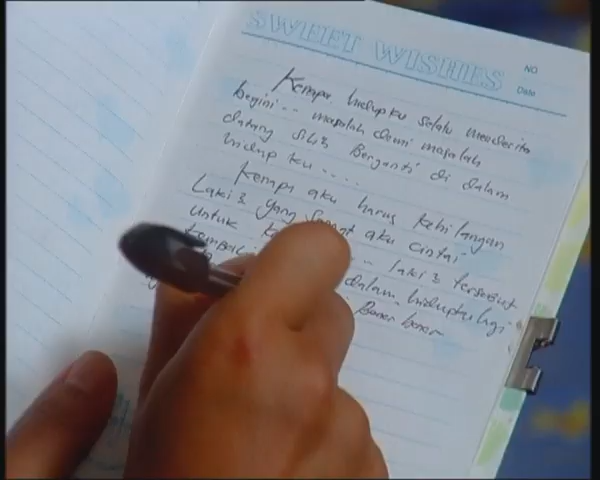 SWEET WISHES
NO
DATE
Kenapa hidupku selalu menderita
begini... masalah demi masalah
datang silih Berganti di dalam
hidup ku ....
Kenapa aku harus kehilangan
Laki2 yang Sangat aku cintai
untuk
laki2 tersebut
dalam hidupku lagi
Benar benar